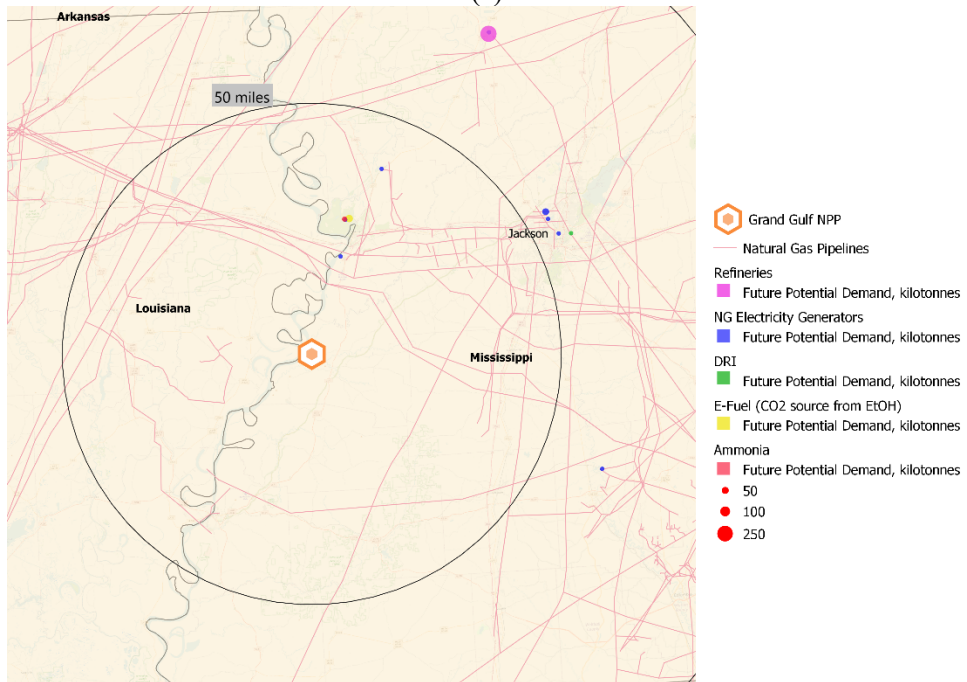 Arkansas
50 miles
Jackson
Louisiana
Mississippi
Grand Gulf NPP
Natural Gas Pipelines
Refineries
Future Potential Demand, kilotonnes
NG Electricity Generators
Future Potential Demand, kilotonnes
DRI
Future Potential Demand, kilotonnes
E-Fuel (CO2 source from EtOH)
Future Potential Demand, kilotonnes
Ammonia
Future Potential Demand, kilotonnes
50
100
250